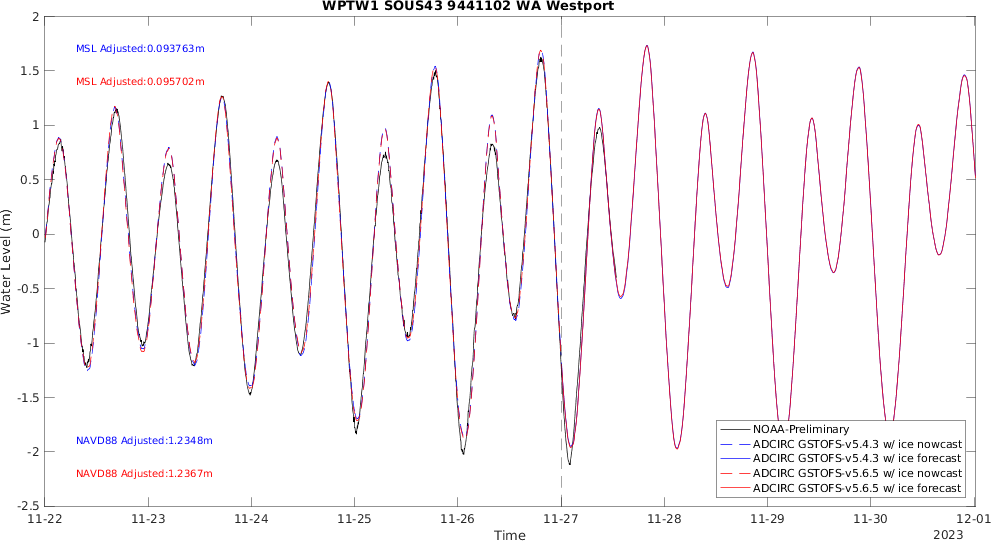 WPTW1 SOUS43 9441102 WA Westport
2
1.5
1
0.5
0
-0.5
-1
-1.5
-2
-2.5
Water Level (m)
MSL Adjusted:0.093763m
MSL Adjusted:0.095702m
NAVD88 Adjusted:1.2348m
NAVD88 Adjusted:1.2367m
NOAA-Preliminary
ADCIRC GSTOFS-v5.4.3 w/ ice nowcast
ADCIRC GSTOFS-v5.4.3 w/ ice forecast
ADCIRC GSTOFS-v5.6.5 w/ ice nowcast
ADCIRC GSTOFS-v5.6.5 w/ ice forecast
11-22 11-23 11-24 11-25 11-26 11-27 11-28 11-29 11-30 12-01
Time
2023